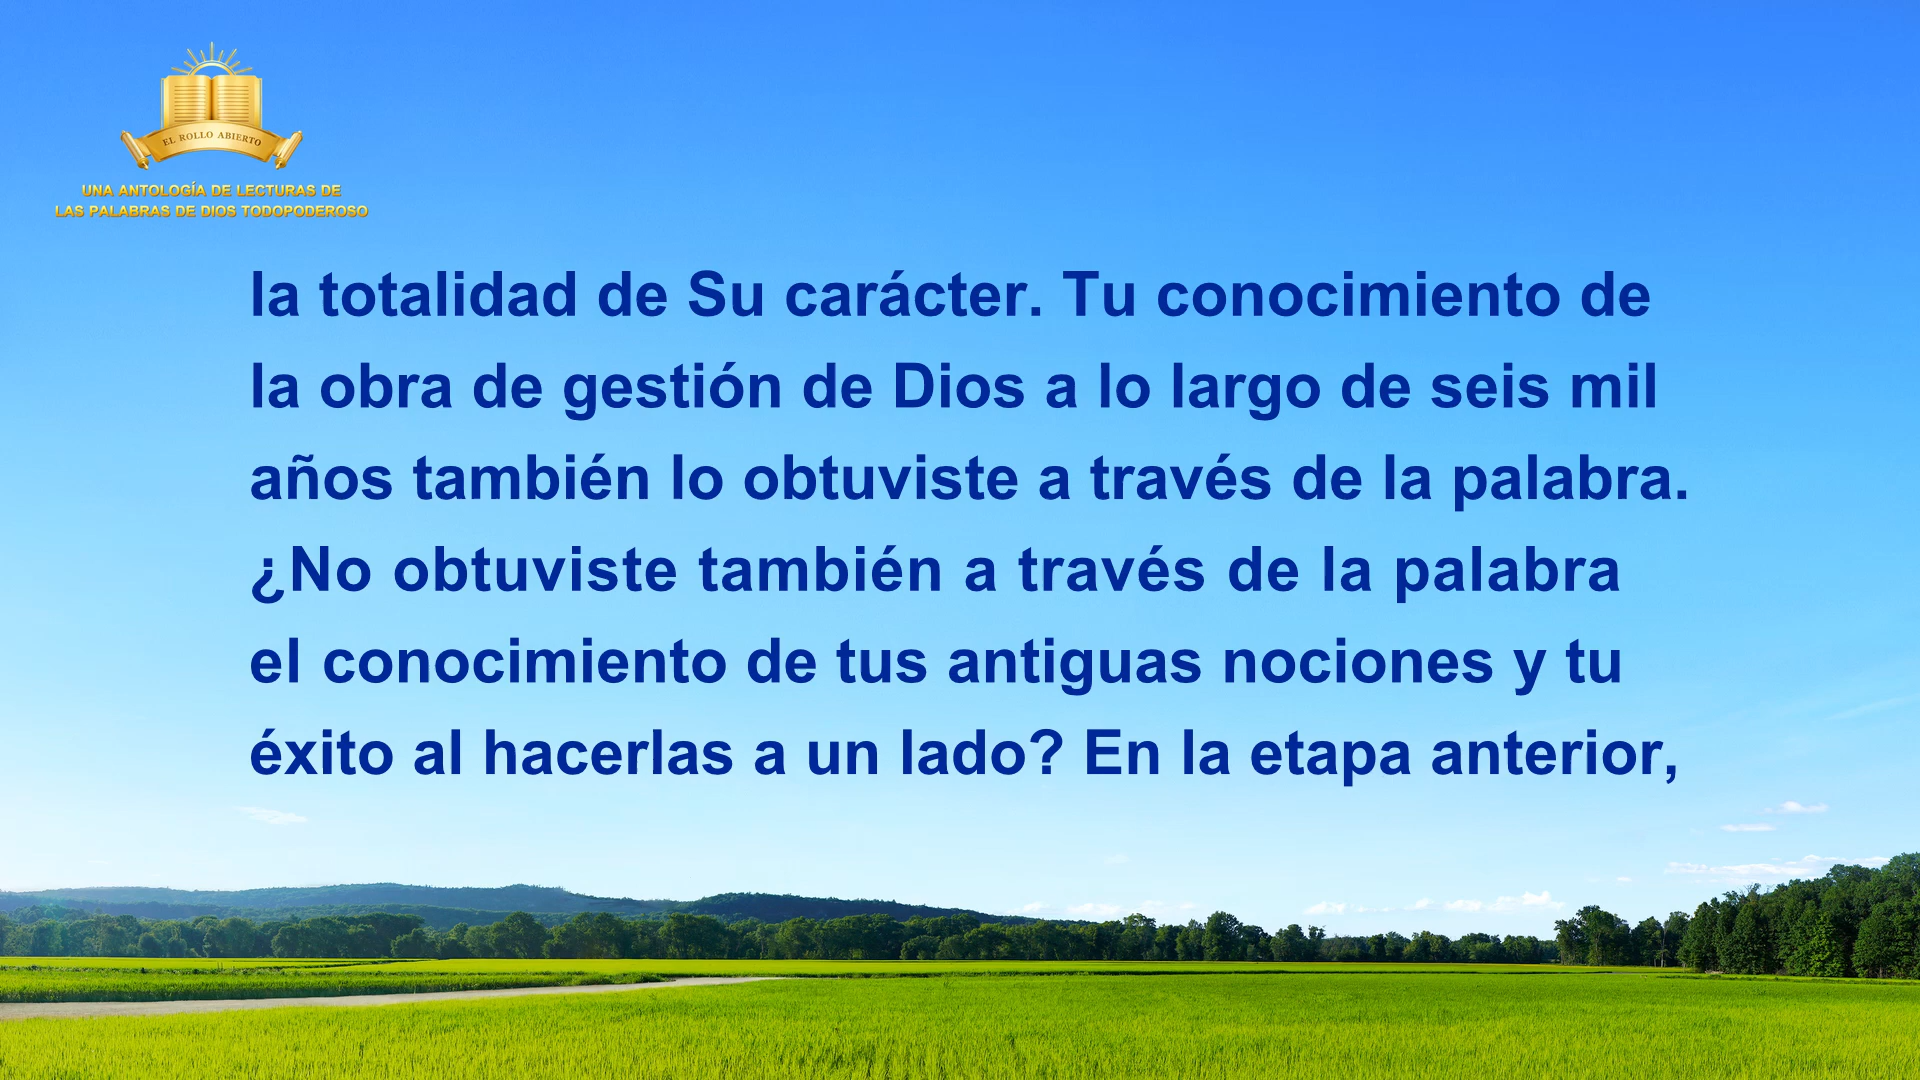 EL ROLLO ABIERTO
UNA ANTOLOGÍA DE LECTURAS DE
LAS PALABRAS DE DIOS TODOPODEROSO
la totalidad de Su carácter. Tu conocimiento de
la obra de gestión de Dios a lo largo de seis mil
años también lo obtuviste a través de la palabra.
¿No obtuviste también a través de la palabra
el conocimiento de tus antiguas nociones y tu
éxito al hacerlas a un lado? En la etapa anterior,